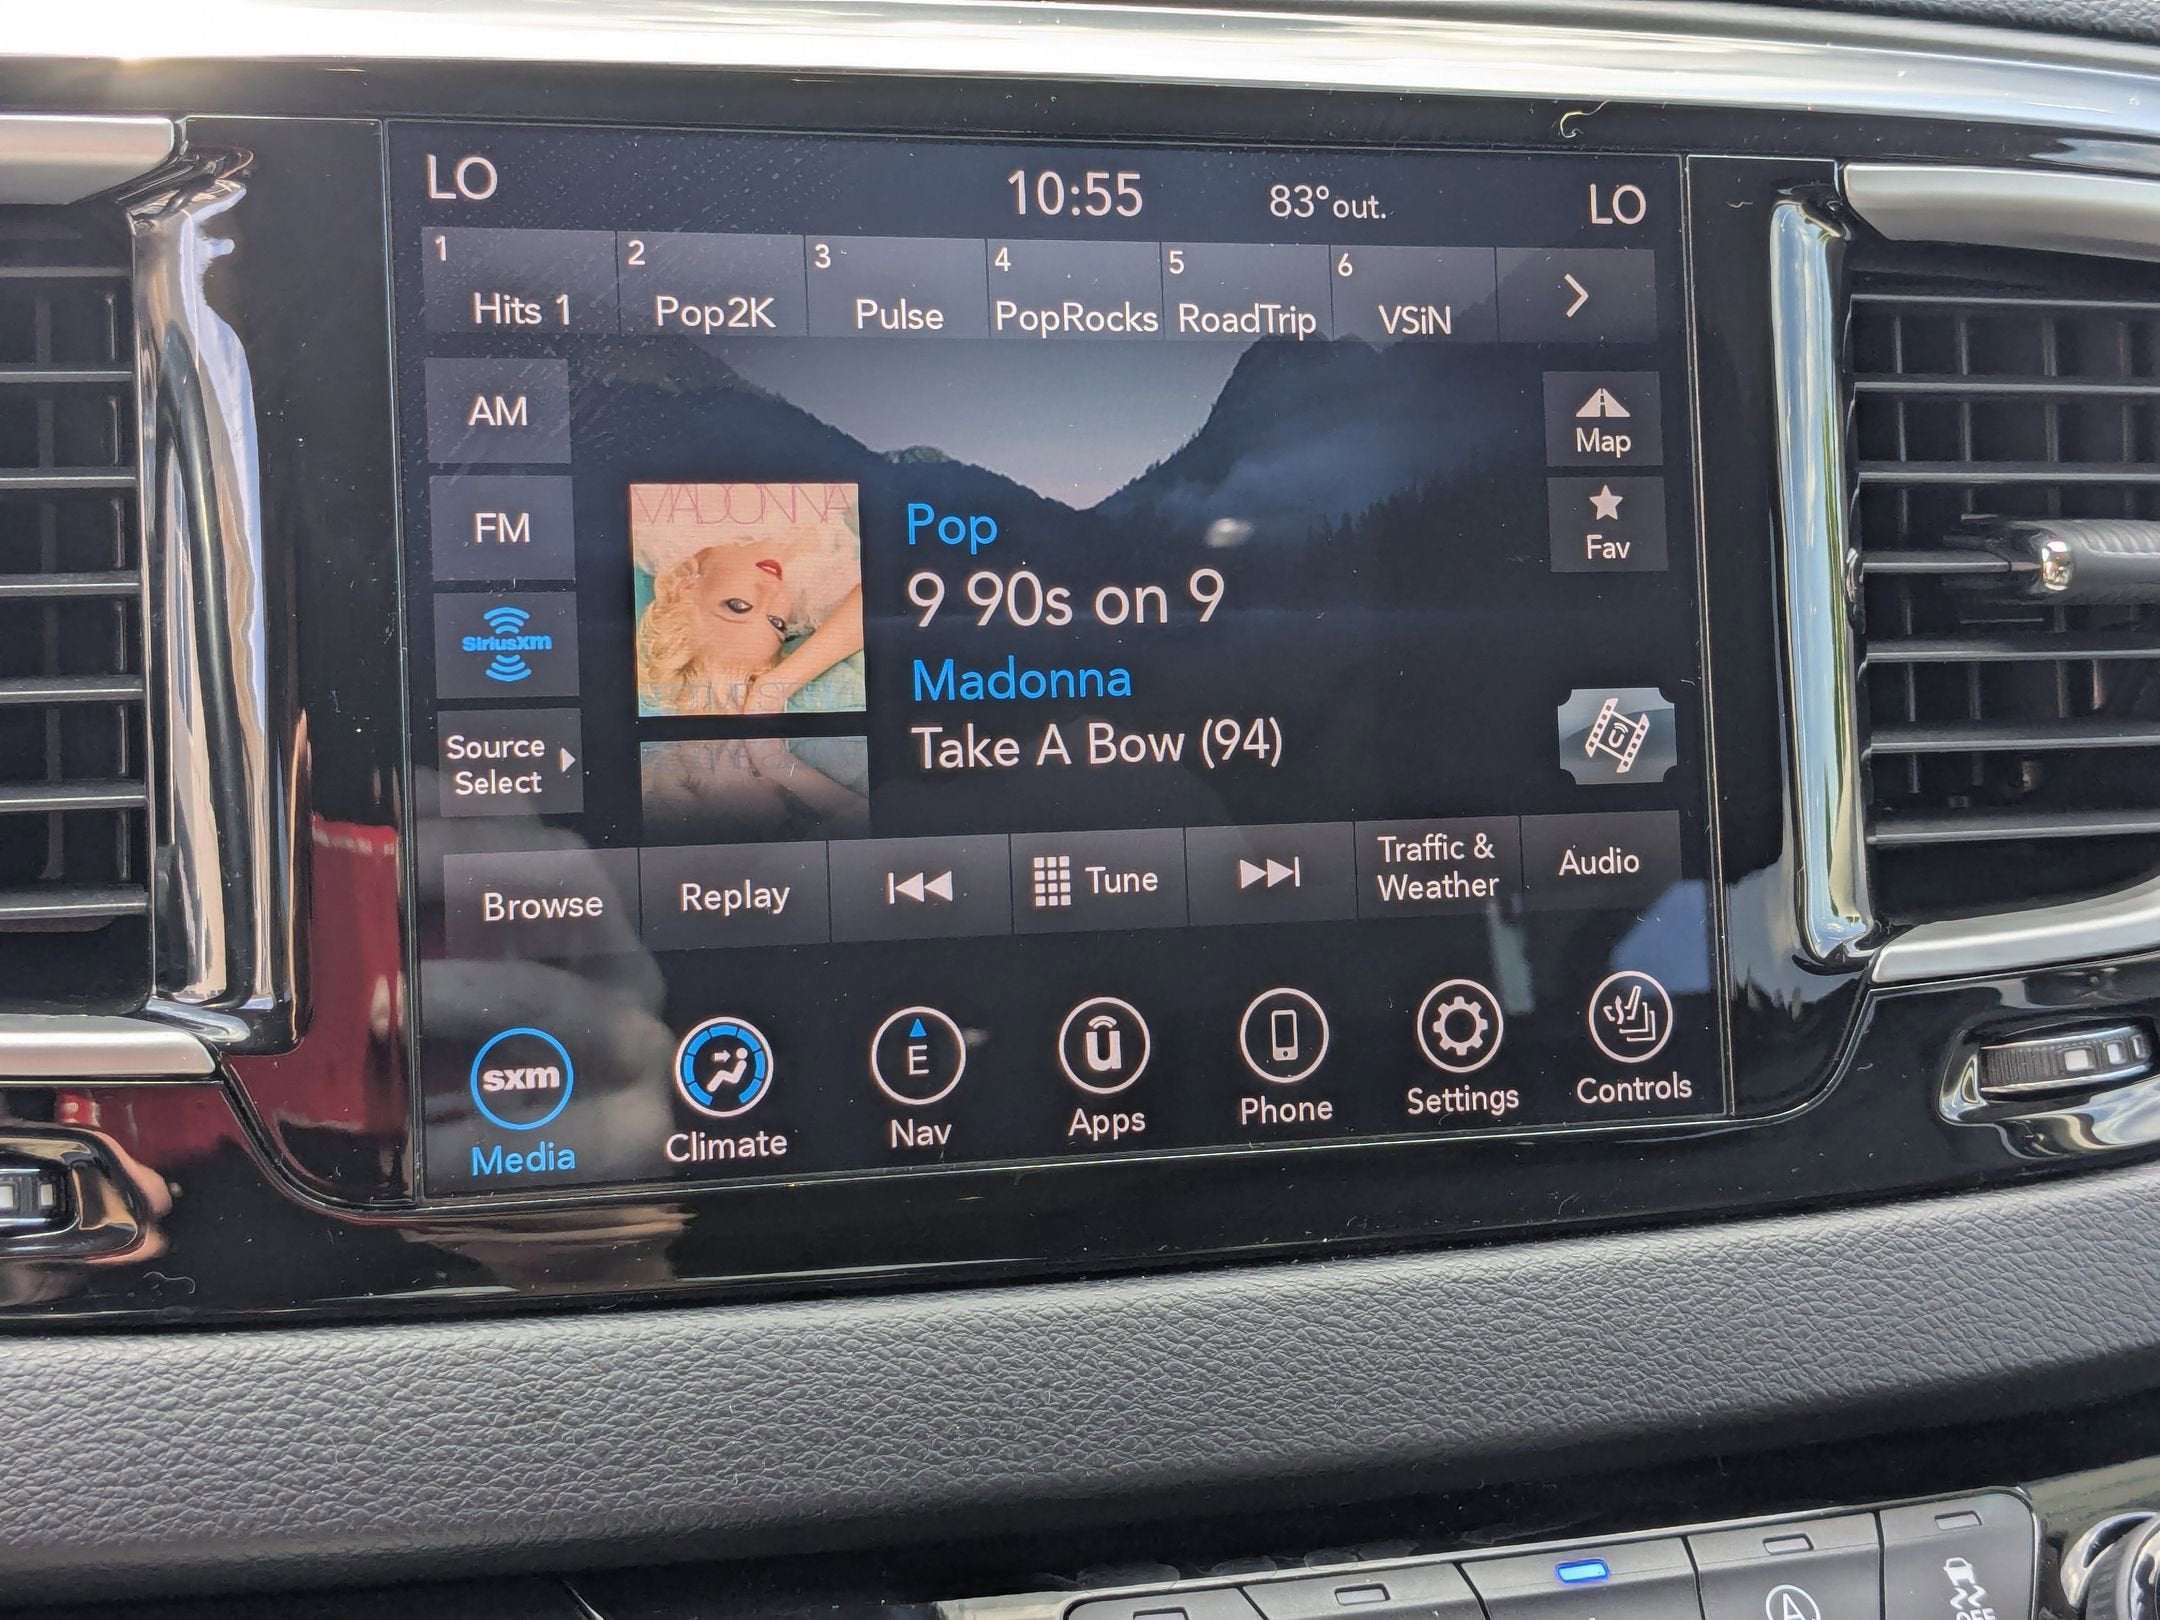 LO
10:55
83°out.
LO
1
2
3
4
5
6
Hits 1
Pop2K
Pulse
PopRocks
RoadTrip
VSiN
AM
Map
FM
Fav
MADONNA
Pop
9 90s on 9
SiriusXM
Madonna
Take A Bow (94)
Source
Select
Browse
Replay
Tune
Traffic &
Weather
Audio
sxm
Media
Climate
E
Nav
u
Apps
Phone
Settings
Controls
A
OFF